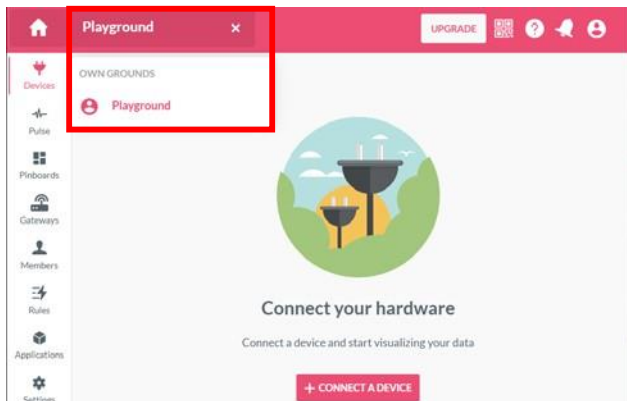 Playground ×
UPGRADE
OWN GROUNDS
Playground
Devices
Pulse
Pinboards
Gateways
Members
Rules
Applications
Settings
Connect your hardware
Connect a device and start visualizing your data
+ CONNECT A DEVICE